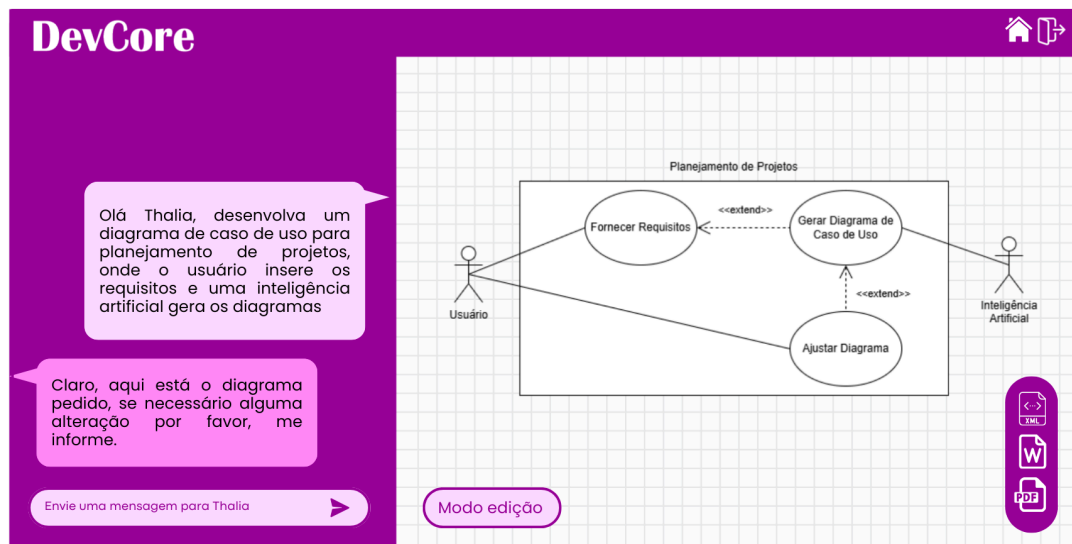 DevCore
Olá Thalia, desenvolva um
diagrama de caso de uso para
planejamento de projetos,
onde o usuário insere os
requisitos e uma inteligência
artificial gera os diagramas
Claro, aqui está o diagrama
pedido, se necessário alguma
alteração por favor, me
informe.
Envie uma mensagem para Thalia
Planejamento de Projetos
Fornecer Requisitos
<<extend>>
Gerar Diagrama de
Caso de Uso
<<extend>>
Ajustar Diagrama
Usuário
Inteligência
Artificial
Modo edição
XML
W
PDF